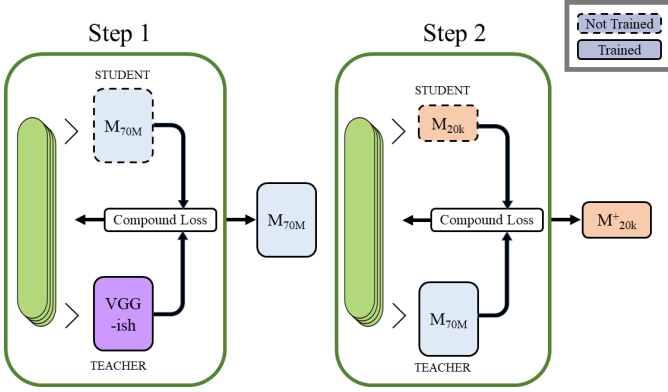 Step 1
STUDENT
M70M
Compound Loss
M70M
VGG
-ish
TEACHER
Step 2
STUDENT
M20k
Compound Loss
M+20k
M70M
TEACHER
Not Trained
Trained